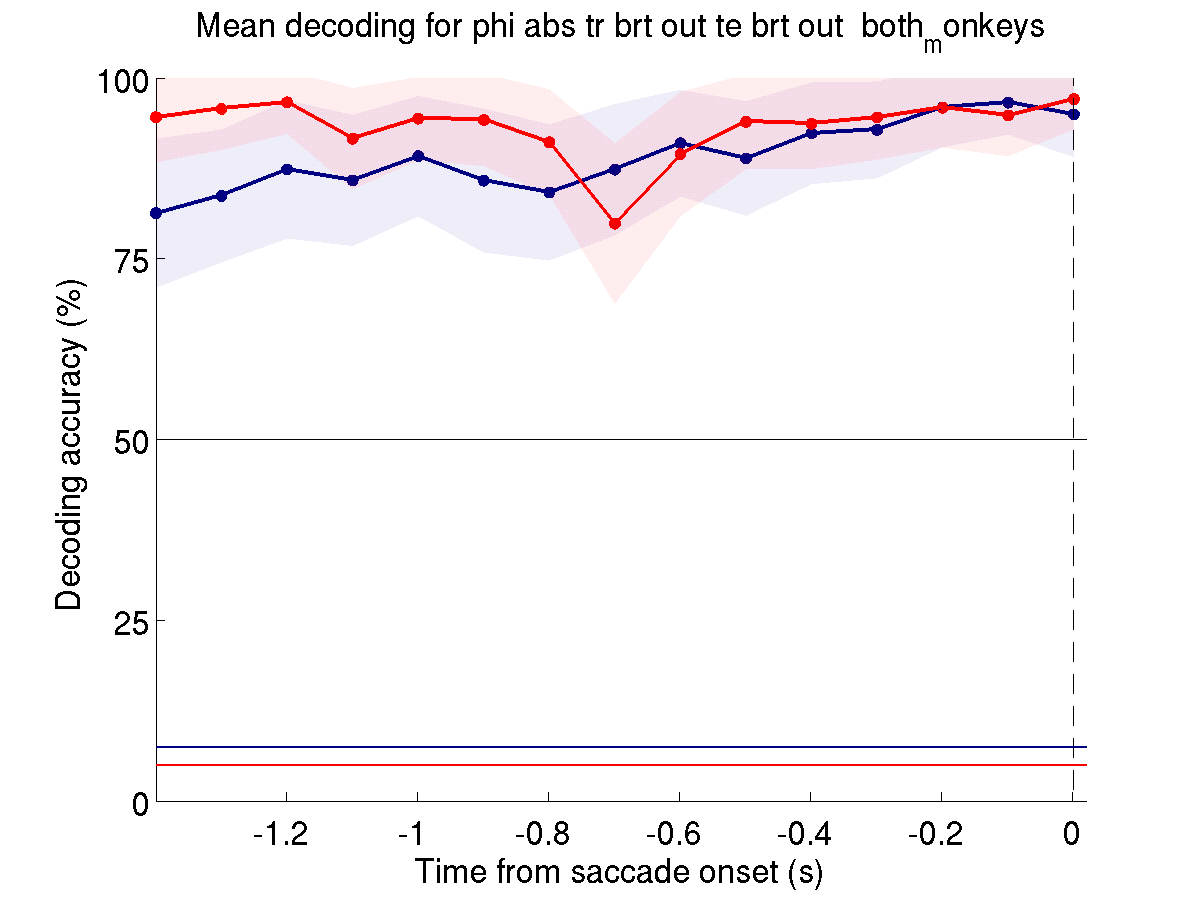 Mean decoding for phi abs tr brt out te brt out both_monkeys
100
75
50
25
0
Decoding accuracy (%)
-1.2 -1 -0.8 -0.6 -0.4 -0.2 0
Time from saccade onset (s)